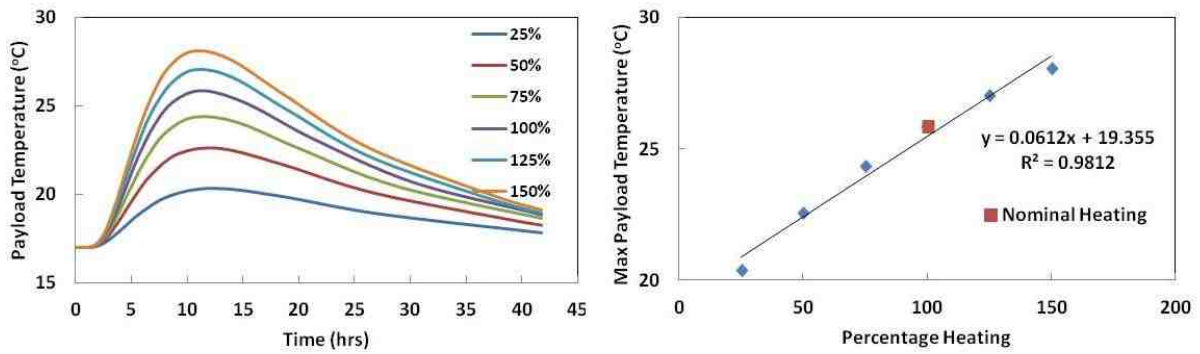 Payload Temperature (°C)
30
25
20
15
0 5 10 15 20 25 30 35 40 45
Time (hrs)
25%
50%
75%
100%
125%
150%
Max Payload Temperature (°C)
30
25
20
0 50 100 150 200
Percentage Heating
y = 0.0612x + 19.355
R² = 0.9812
Nominal Heating